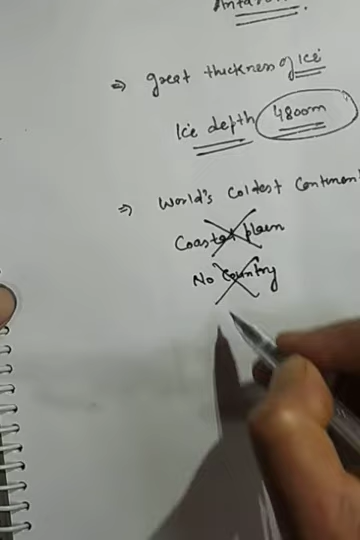 ⇒ great thickness of Ice
Ice depth 4800m
⇒ World's Coldest Continent
Coastal plain
No Country